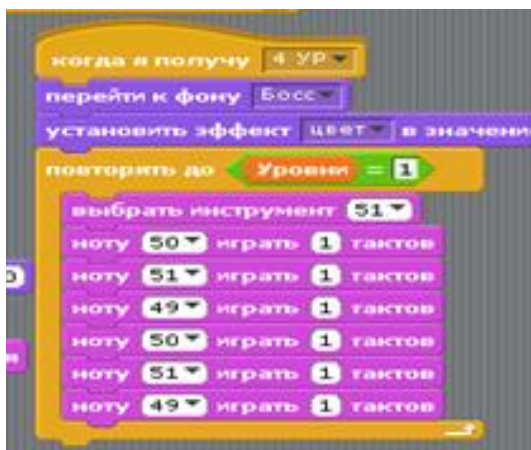 когда я получу 4 УР
перейти к фону Босс
установить эффект цвет в значени
повторить до Уровни = 1
выбрать инструмент 51
ноту 50 играть 1 тактов
ноту 51 играть 1 тактов
ноту 49 играть 1 тактов
ноту 50 играть 1 тактов
ноту 51 играть 1 тактов
ноту 49 играть 1 тактов